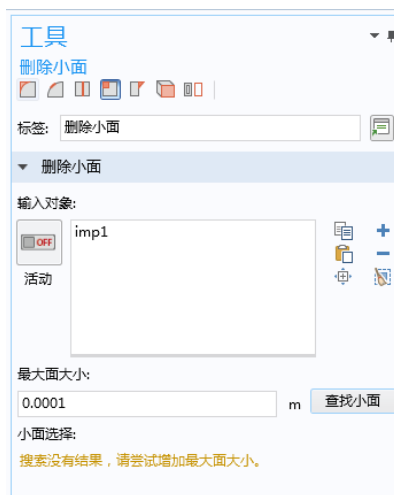 工具
删除小面
标签: 删除小面
删除小面
输入对象:
OFF
imp1
活动
最大面大小:
0.0001 m 查找小面
小面选择:
搜索没有结果，请尝试增加最大面大小。